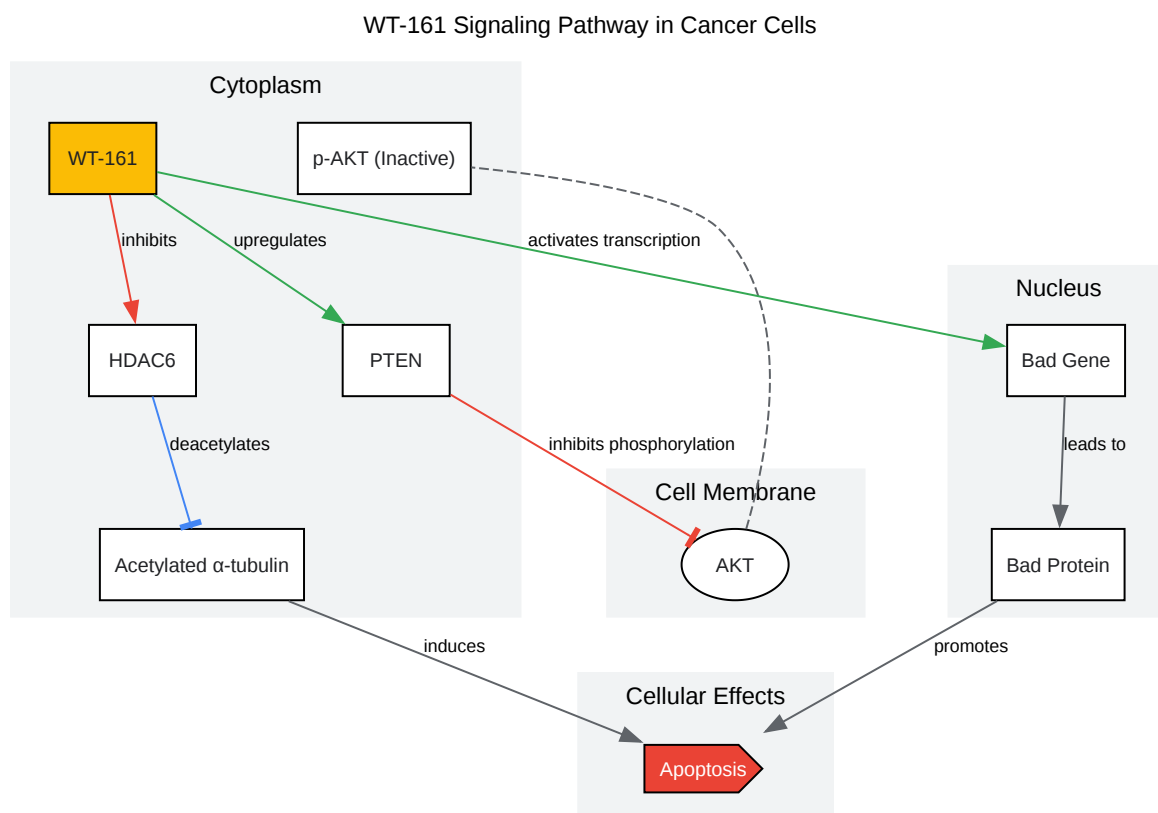 WT-161 Signaling Pathway in Cancer Cells
Cytoplasm
WT-161
p-AKT (Inactive)
inhibits
upregulates
activates transcription
Nucleus
HDAC6
PTEN
Bad Gene
deacetylates
inhibits phosphorylation
leads to
Cell Membrane
Acetylated α-tubulin
AKT
Bad Protein
induces
promotes
Cellular Effects
Apoptosis